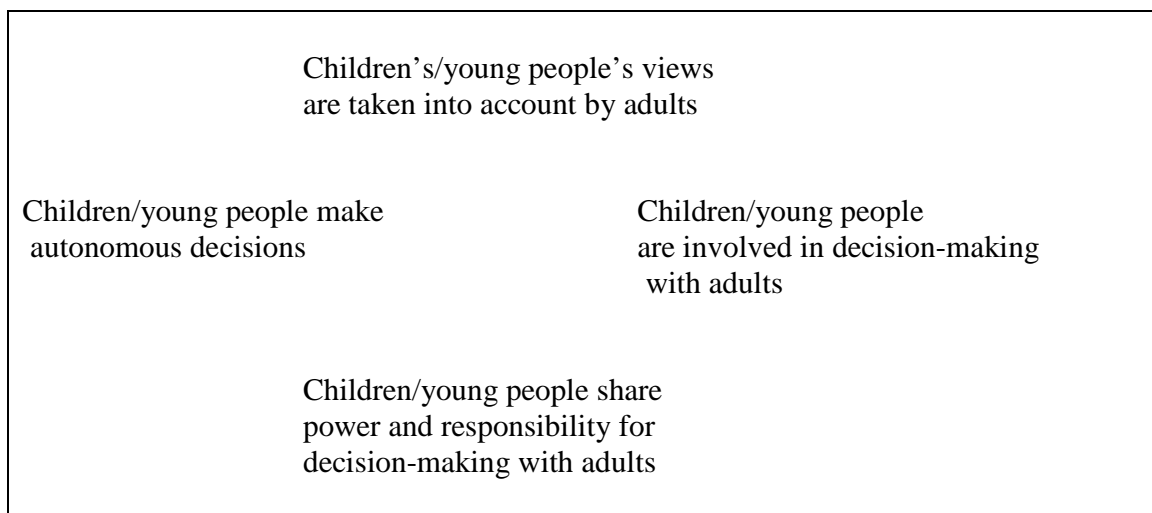 Children’s/young people’s views
are taken into account by adults
Children/young people make
autonomous decisions
Children/young people
are involved in decision-making
with adults
Children/young people share
power and responsibility for
decision-making with adults